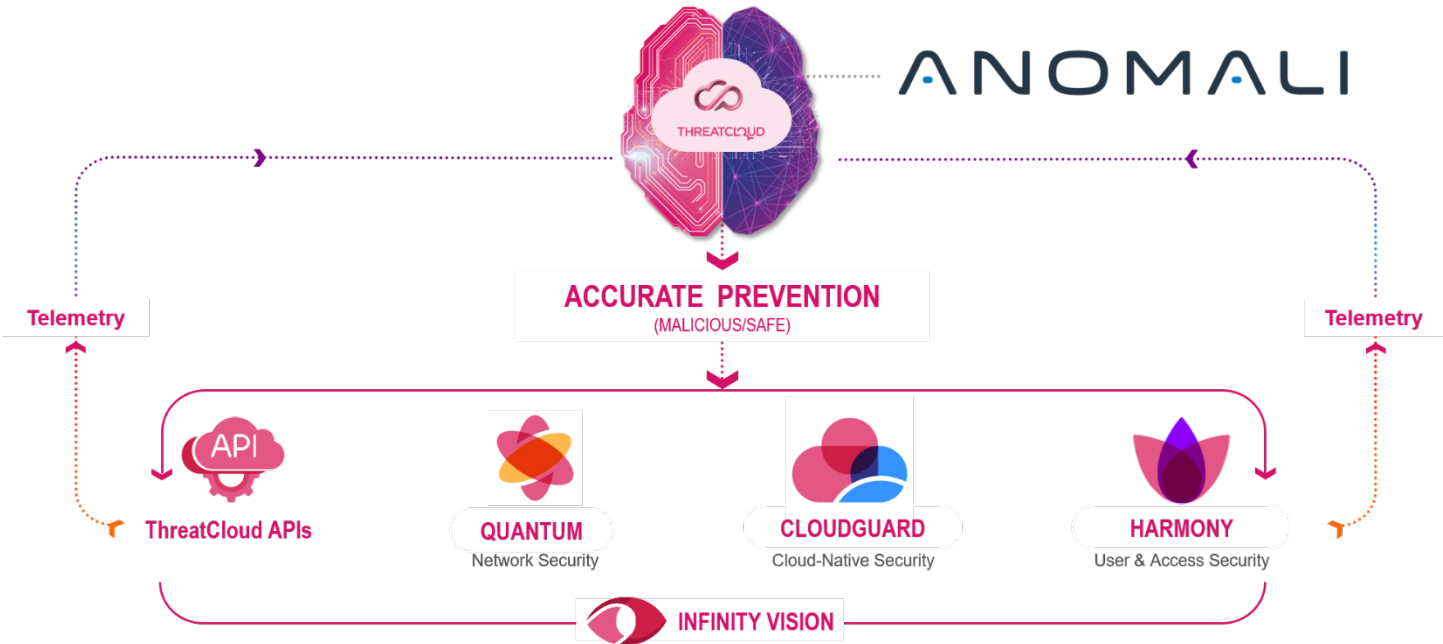 ANOMALI
THREATCLOUD
ACCURATE PREVENTION
(MALICIOUS/SAFE)
Telemetry
Telemetry
API
ThreatCloud APIs
QUANTUM
Network Security
CLOUDGUARD
Cloud-Native Security
HARMONY
User & Access Security
INFINITY VISION